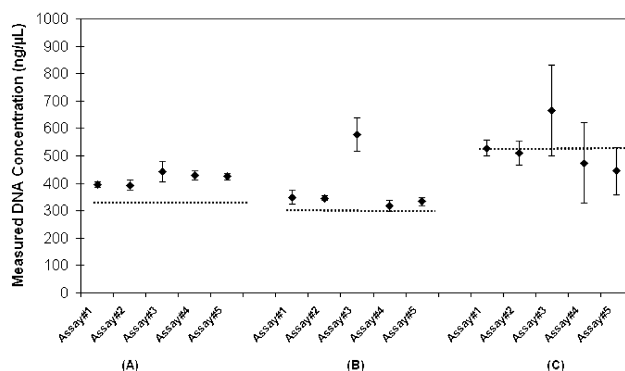 Measured DNA Concentration (ng/µL)
1000
900
800
700
600
500
400
300
200
100
0
Assay#1
Assay#2
Assay#3
Assay#4
Assay#5
Assay#1
Assay#2
Assay#3
Assay#4
Assay#5
Assay#1
Assay#2
Assay#3
Assay#4
Assay#5
(A)
(B)
(C)